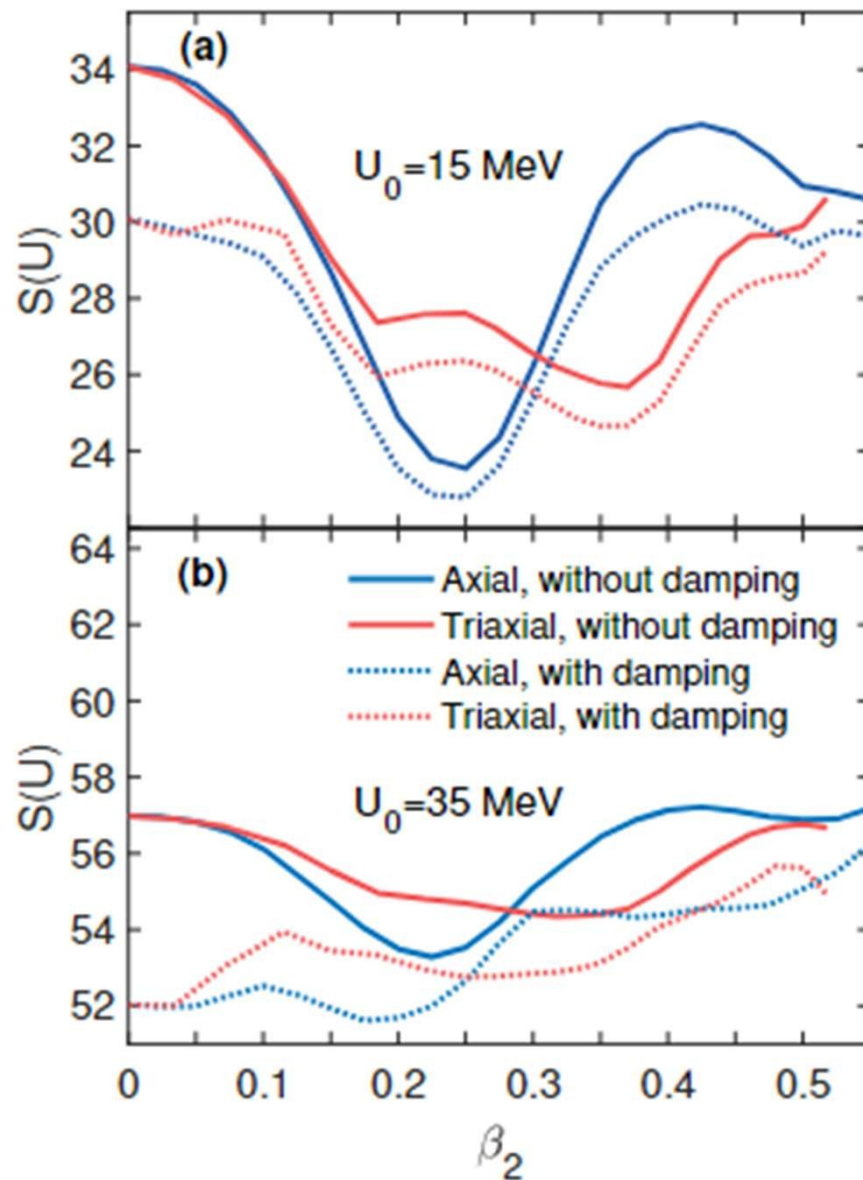 (a)
34
32
30
28
26
24
S(U)
U₀=15 MeV
(b)
64
62
60
58
56
54
52
S(U)
Axial, without damping
Triaxial, without damping
Axial, with damping
Triaxial, with damping
U₀=35 MeV
0 0.1 0.2 0.3 0.4 0.5
β₂